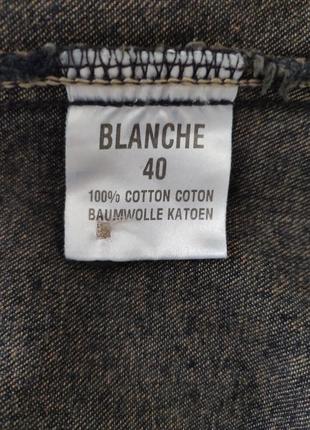 BLANCHE
40
100% COTTON COTON
BAUMWOLLE KATOEN